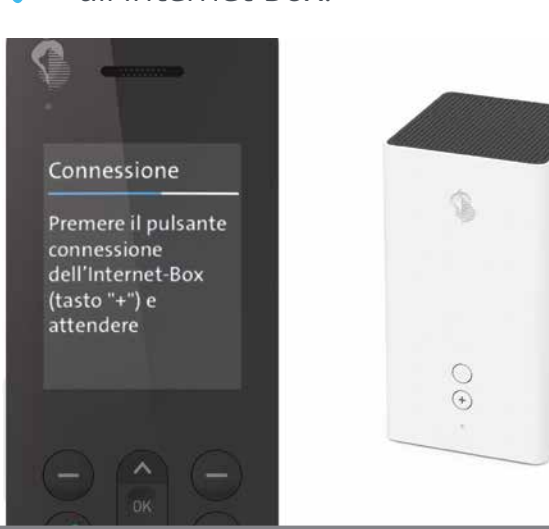 all'Internet-Box.
Connessione
Premere il pulsante
connessione
dell'Internet-Box
(tasto "+") e
attendere
OK